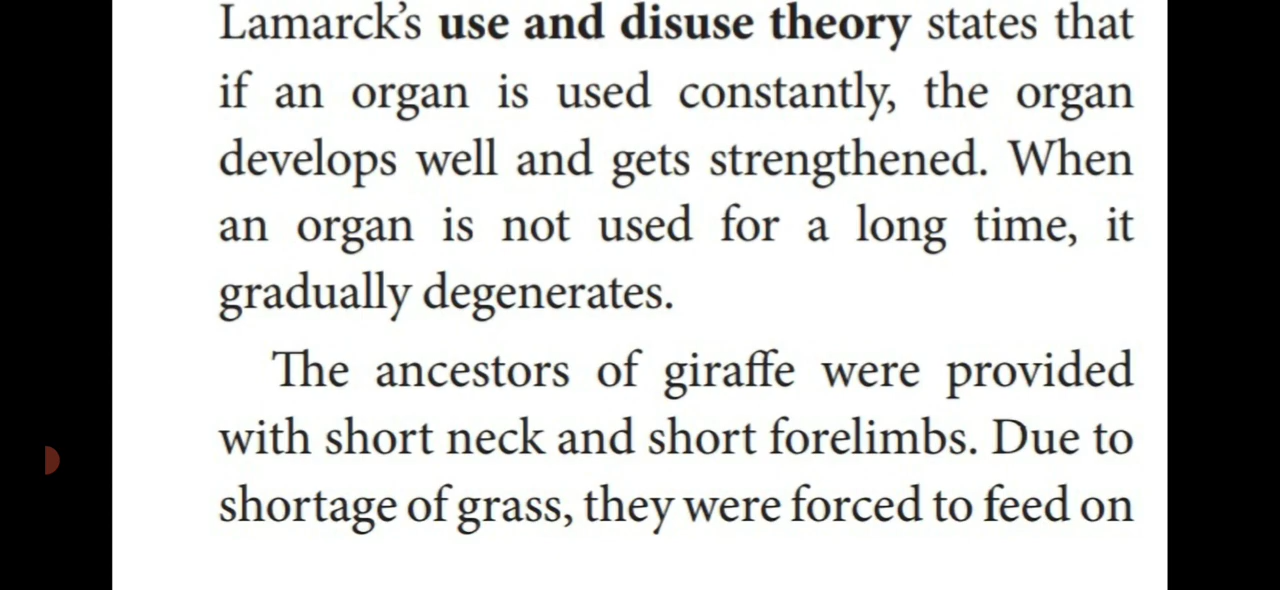 Lamarck’s use and disuse theory states that
if an organ is used constantly, the organ
develops well and gets strengthened. When
an organ is not used for a long time, it
gradually degenerates.
The ancestors of giraffe were provided
with short neck and short forelimbs. Due to
shortage of grass, they were forced to feed on